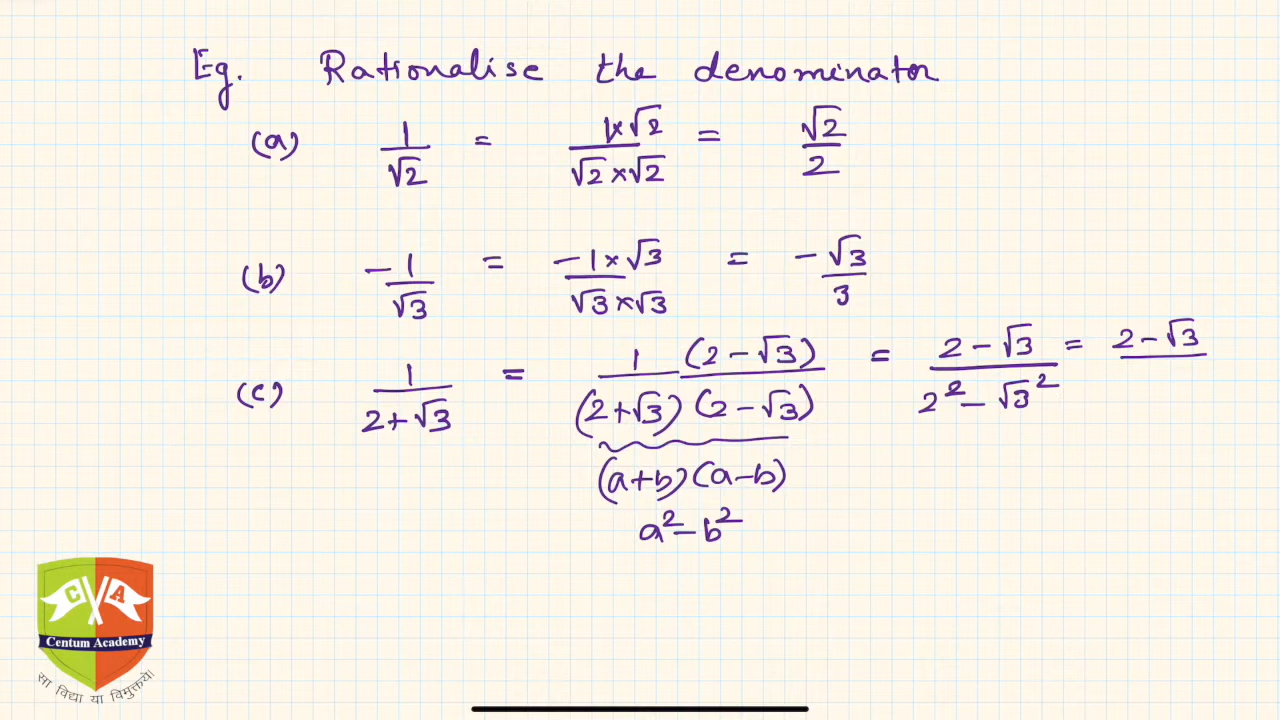 Eg. Rationalise the denominator
(a) 1/√2 = 1×√2/√2×√2 = √2/2
(b) -1/√3 = -1×√3/√3×√3 = -√3/3
(c) 1/2+√3 = 1/(2+√3) (2-√3)/(2-√3) = 2-√3/2²-√3² = 2-√3
(a+b)(a-b)
a²-b²
C A
Centum Academy
सा विद्या या विमुक्तये